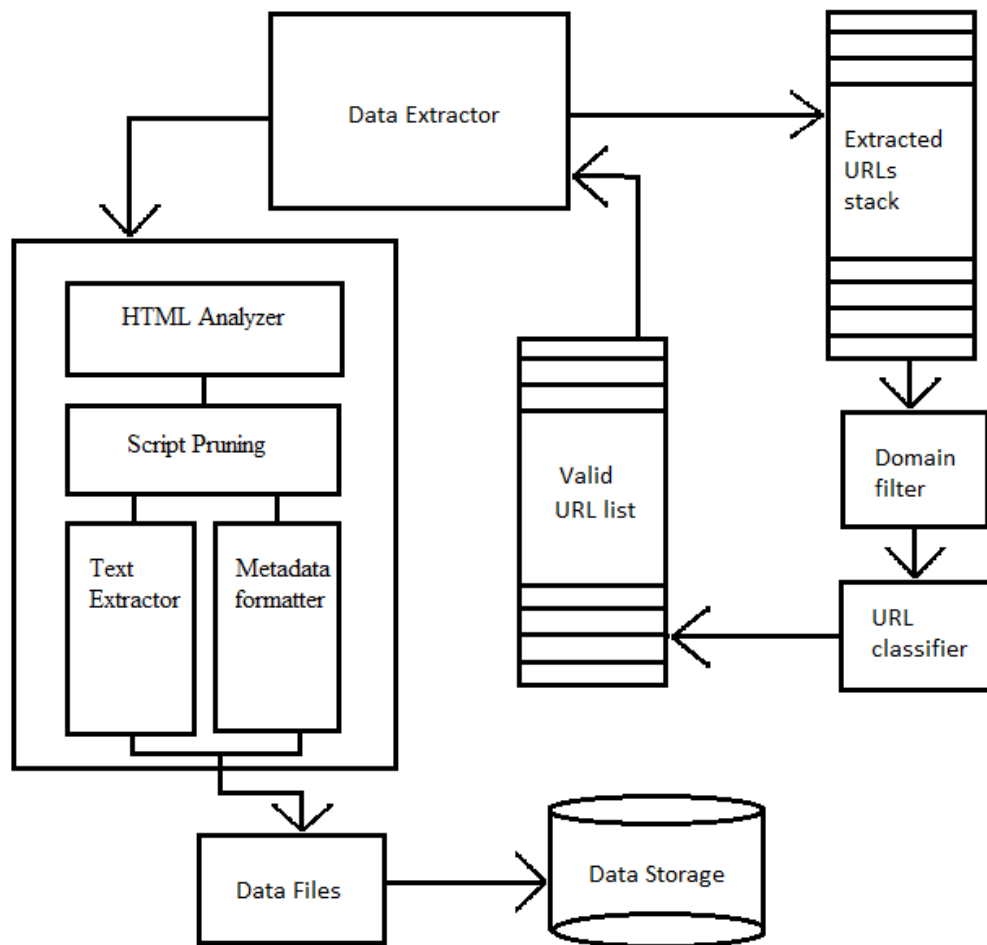 Data Extractor
Extracted
URLs
stack
HTML Analyzer
Script Pruning
Text
Extractor
Metadada
formatter
Valid
URL list
Domain
filter
URL
classifier
Data Files
Data Storage